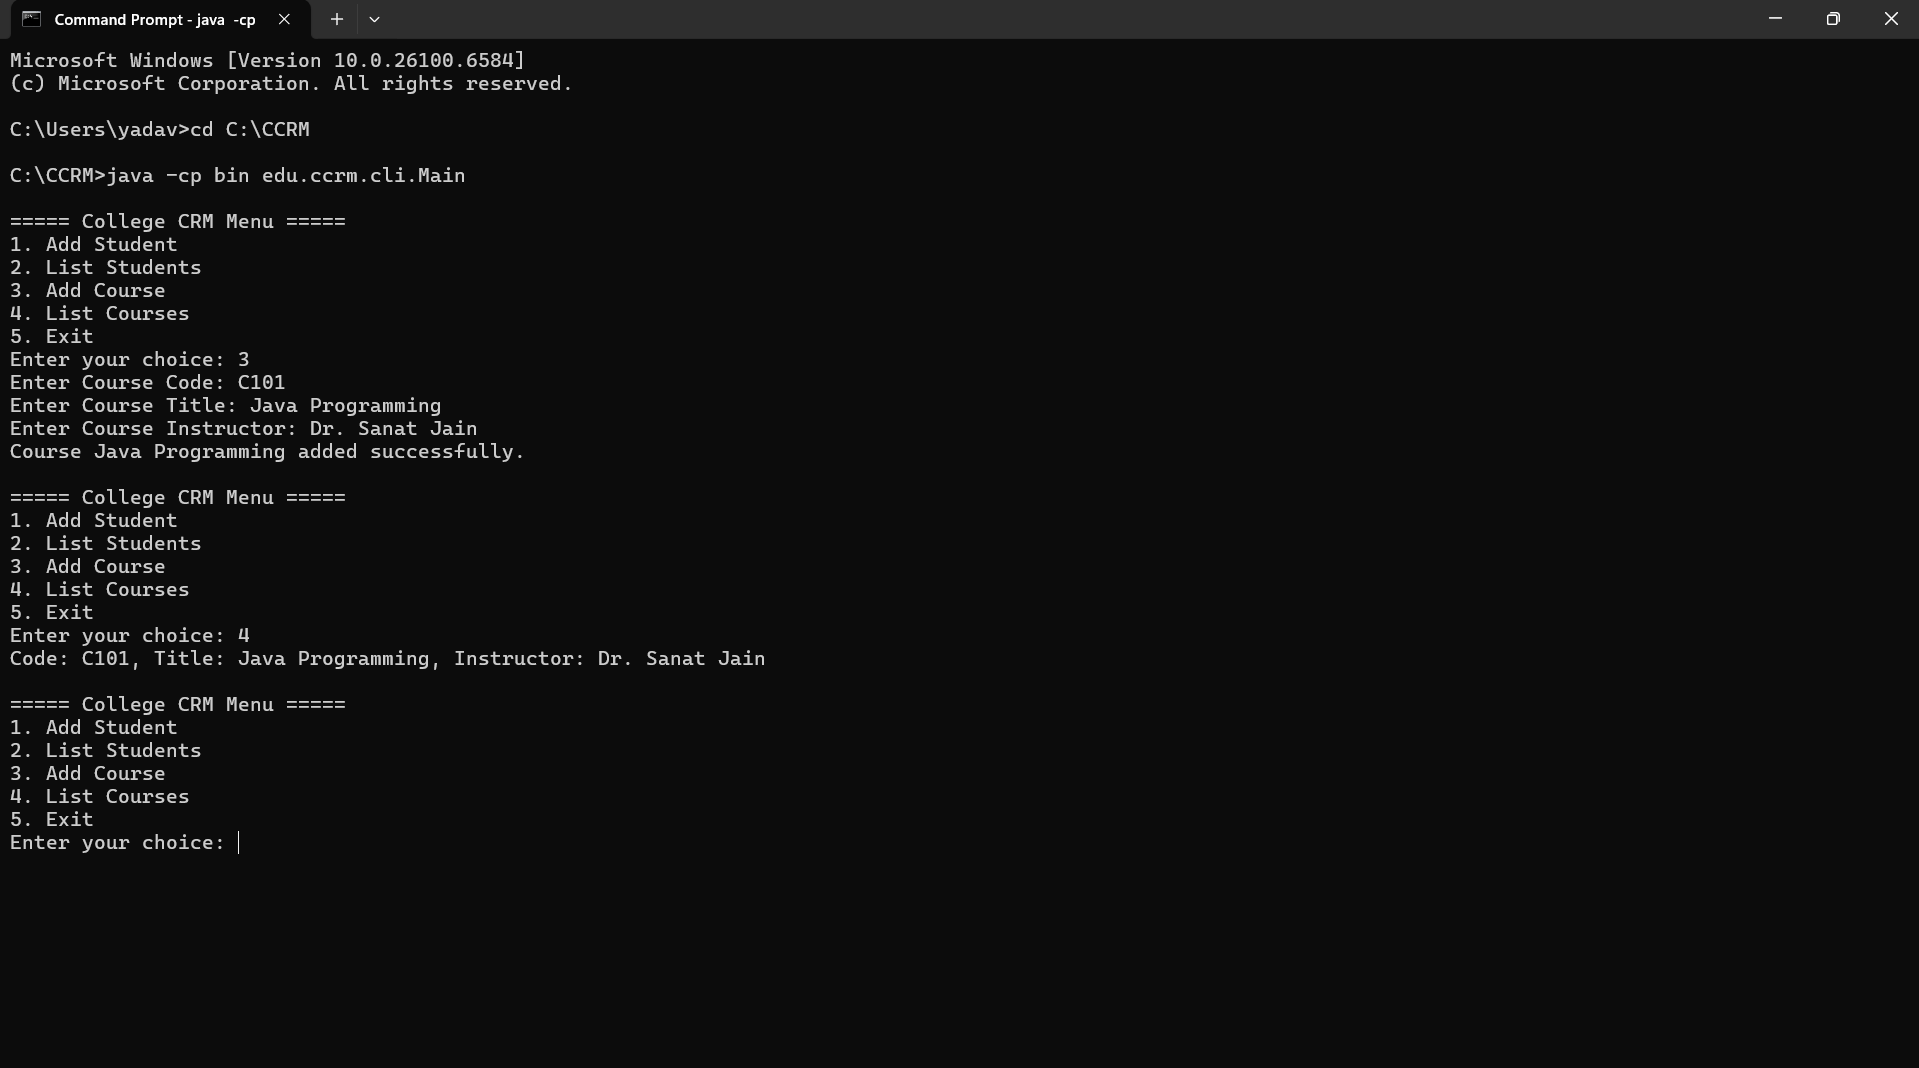 Command Prompt - java -cp
Microsoft Windows [Version 10.0.26100.6584]
(c) Microsoft Corporation. All rights reserved.
C:\Users\yadav>cd C:\CCRM
C:\CCRM>java -cp bin edu.ccrm.cli.Main
===== College CRM Menu =====
1. Add Student
2. List Students
3. Add Course
4. List Courses
5. Exit
Enter your choice: 3
Enter Course Code: C101
Enter Course Title: Java Programming
Enter Course Instructor: Dr. Sanat Jain
Course Java Programming added successfully.
===== College CRM Menu =====
1. Add Student
2. List Students
3. Add Course
4. List Courses
5. Exit
Enter your choice: 4
Code: C101, Title: Java Programming, Instructor: Dr. Sanat Jain
===== College CRM Menu =====
1. Add Student
2. List Students
3. Add Course
4. List Courses
5. Exit
Enter your choice: